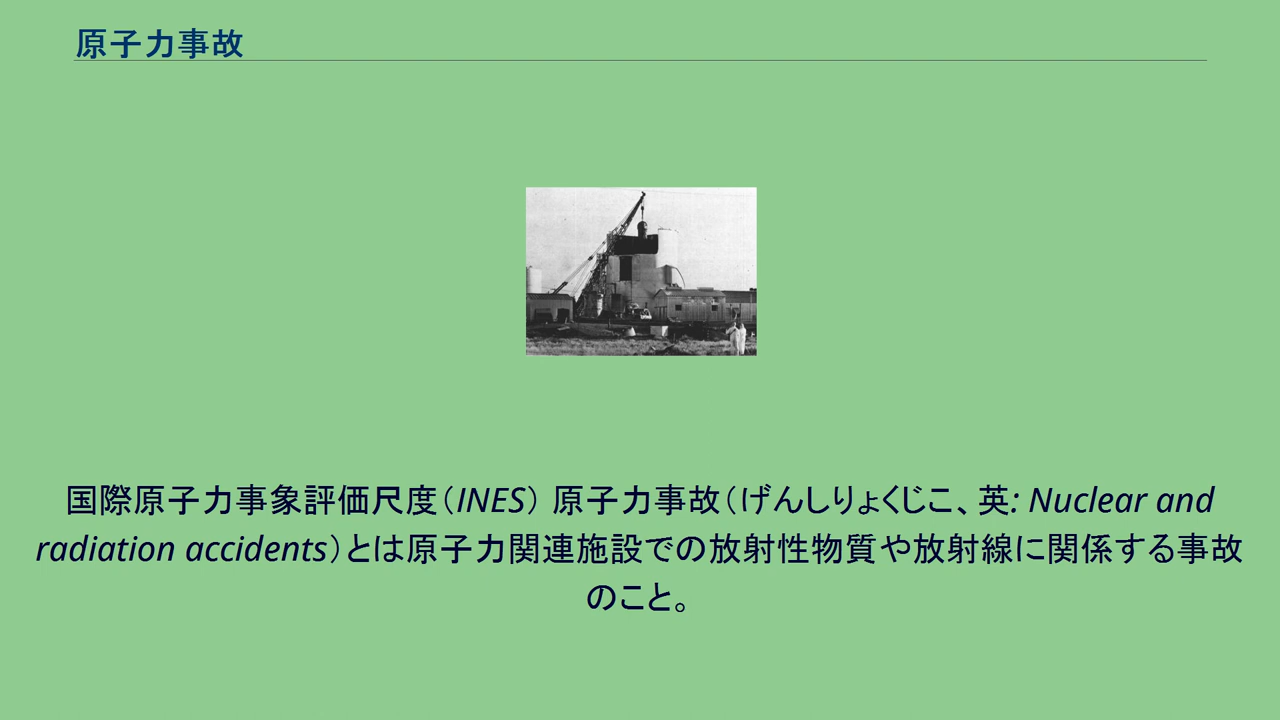 原子力事故
国際原子力事象評価尺度（INES） 原子力事故（げんしりょくじこ、英: Nuclear and
radiation accidents）とは原子力関連施設での放射性物質や放射線に関係する事故
のこと。